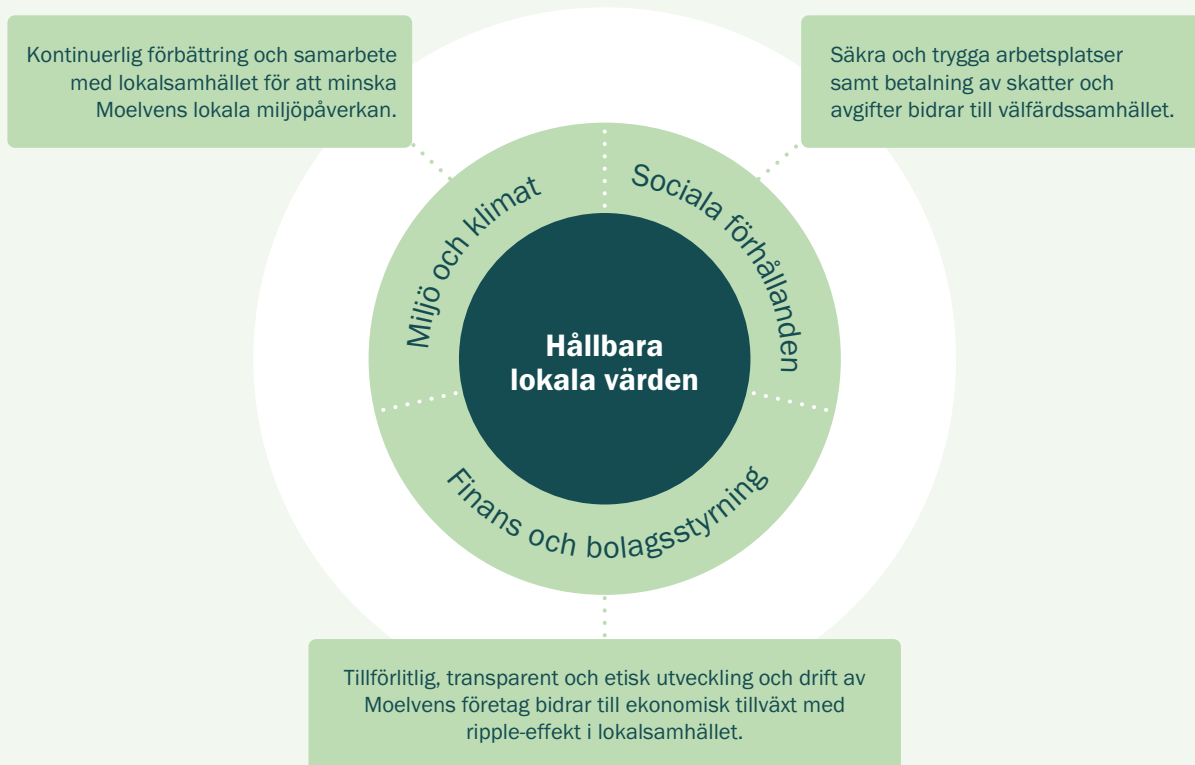 Kontinuerlig förbättring och samarbete
med lokalsamhället för att minska
Moelvens lokala miljöpåverkan.
Säkra och trygga arbetsplatser
samt betalning av skatter och
avgifter bidrar till välfärdssamhället.
Miljö och klimat
Sociala förhållanden
Hållbara
lokala värden
Finans och bolagsstyrning
Tillförlitlig, transparent och etisk utveckling och drift av
Moelvens företag bidrar till ekonomisk tillväxt med
ripple-effekt i lokalsamhället.